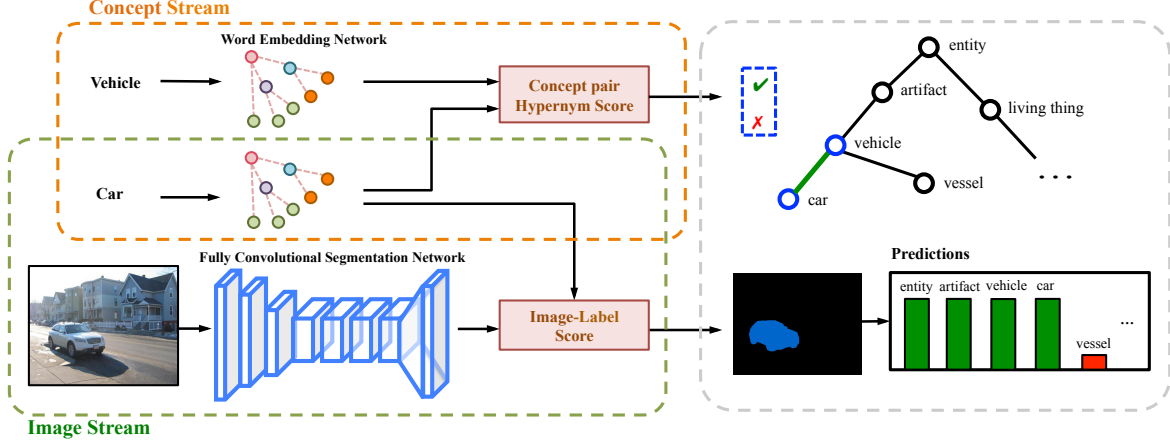 Concept Stream
Word Embedding Network
Vehicle
Concept pair
Hypernym Score
Car
Fully Convolutional Segmentation Network
Image-Label
Score
Image Stream
✔
✗
entity
artifact
living thing
vehicle
vessel
car
...
Predictions
entity artifact vehicle car
...
vessel